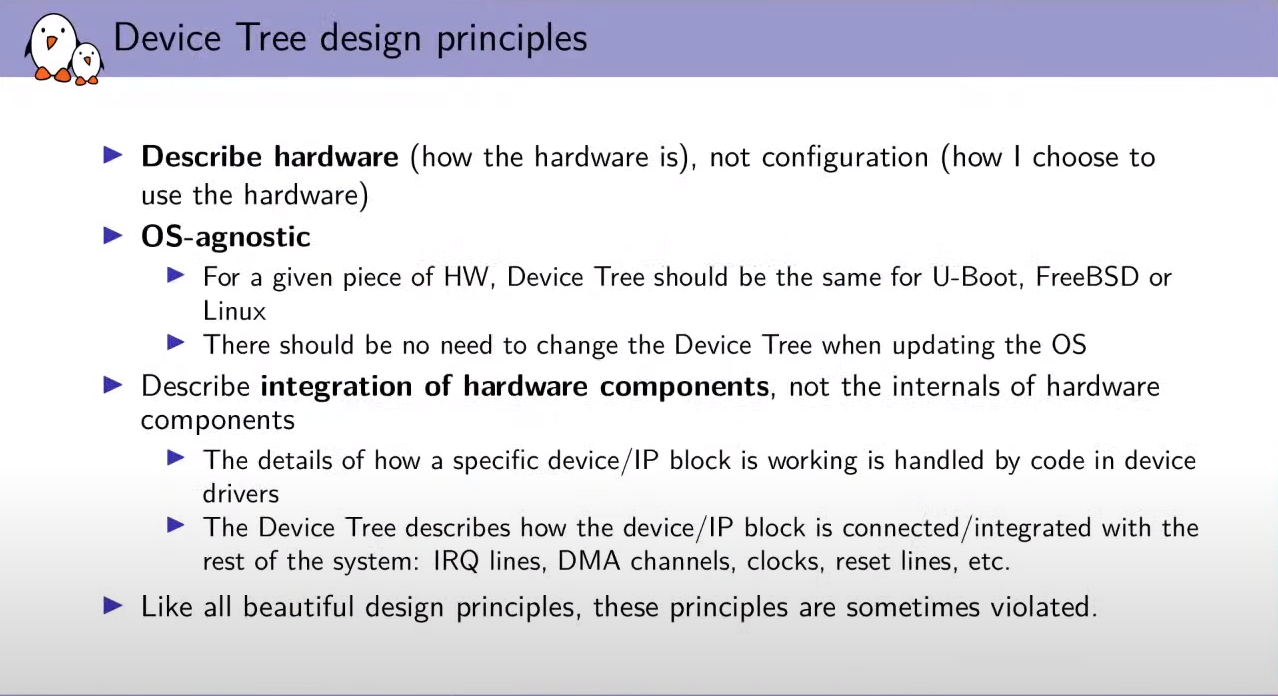 Device Tree design principles
Describe hardware (how the hardware is), not configuration (how I choose to
use the hardware)
OS-agnostic
For a given piece of HW, Device Tree should be the same for U-Boot, FreeBSD or
Linux
There should be no need to change the Device Tree when updating the OS
Describe integration of hardware components, not the internals of hardware
components
The details of how a specific device/IP block is working is handled by code in device
drivers
The Device Tree describes how the device/IP block is connected/integrated with the
rest of the system: IRQ lines, DMA channels, clocks, reset lines, etc.
Like all beautiful design principles, these principles are sometimes violated.